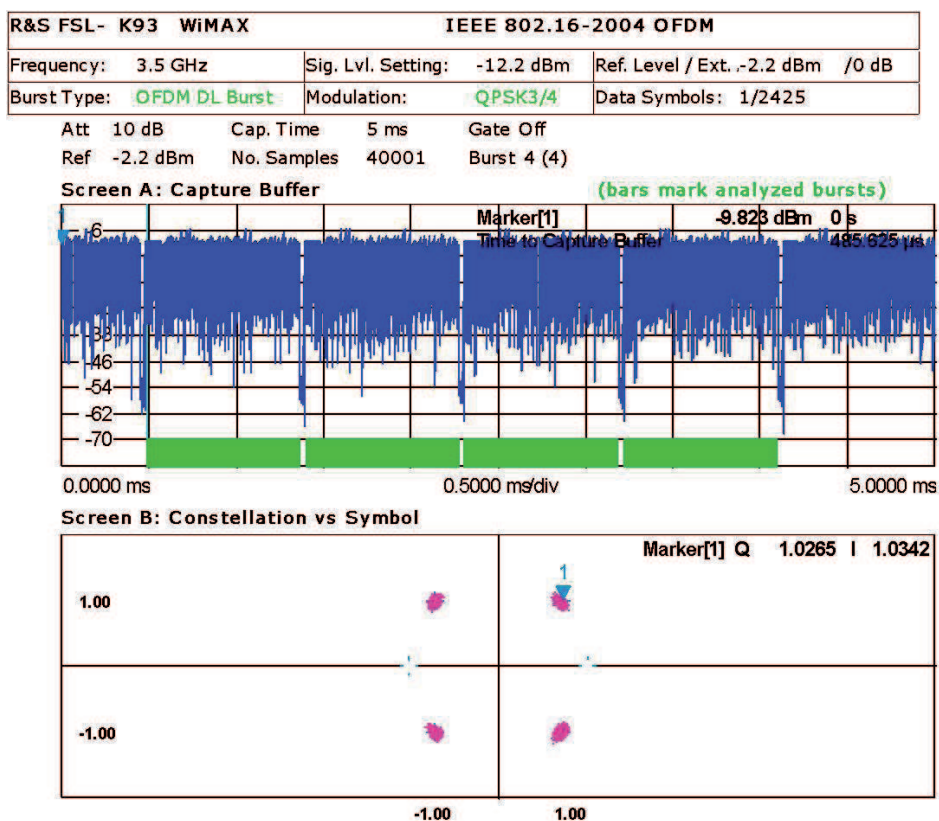 R&S FSL- K93 WiMAX IEEE 802.16-2004 OFDM
Frequency: 3.5 GHz Sig. Lvl. Setting: -12.2 dBm Ref. Level / Ext. .-2.2 dBm /0 dB
Burst Type: OFDM DL Burst Modulation: QPSK3/4 Data Symbols: 1/2425
Att 10 dB Cap. Time 5 ms Gate Off
Ref -2.2 dBm No. Samples 40001 Burst 4 (4)
Screen A: Capture Buffer (bars mark analyzed bursts)
1
Marker[1] -9.823 dBm 0 s
-6
Time to Capture Buffer 485.625 µs
-46
-54
-62
-70
0.0000 ms 0.5000 ms/div 5.0000 ms
Screen B: Constellation vs Symbol
Marker[1] Q 1.0265 I 1.0342
1
1.00
-1.00
-1.00 1.00